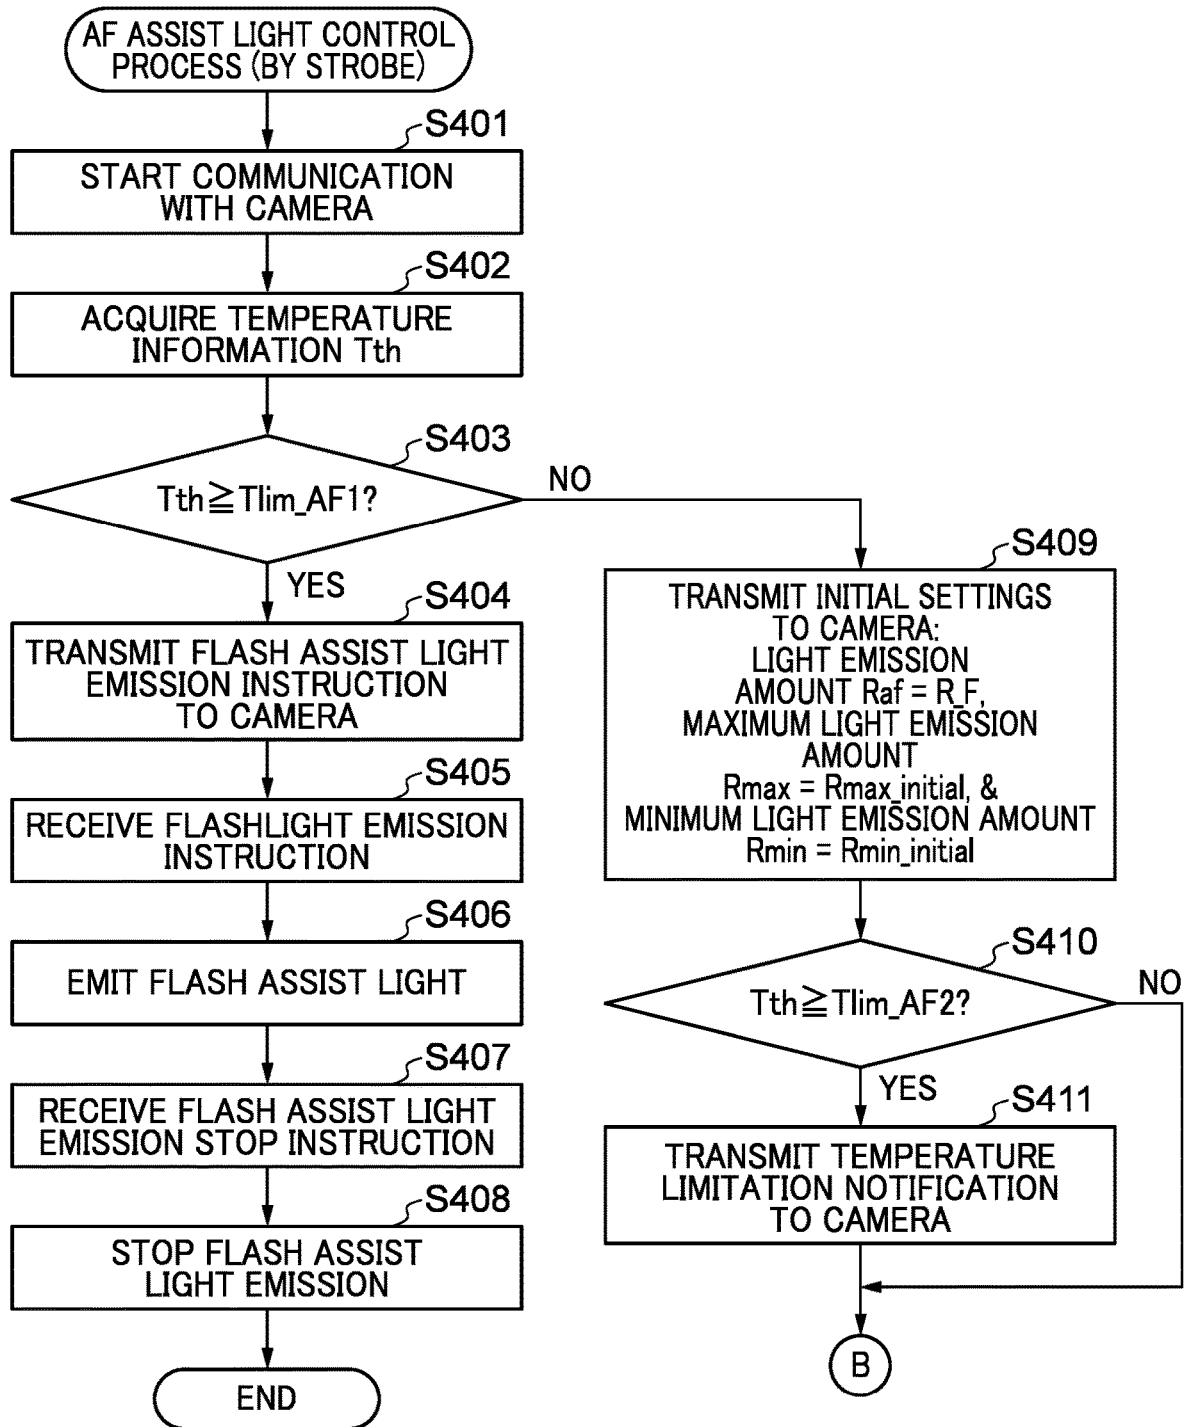 AF ASSIST LIGHT CONTROL
PROCESS (BY STROBE)
S401
START COMMUNICATION
WITH CAMERA
S402
ACQUIRE TEMPERATURE
INFORMATION Tth
S403
Tth≧Tlim_AF1?
NO
YES
S404
TRANSMIT FLASH ASSIST LIGHT
EMISSION INSTRUCTION
TO CAMERA
S405
RECEIVE FLASHLIGHT EMISSION
INSTRUCTION
S406
EMIT FLASH ASSIST LIGHT
S407
RECEIVE FLASH ASSIST LIGHT
EMISSION STOP INSTRUCTION
S408
STOP FLASH ASSIST
LIGHT EMISSION
END
S409
TRANSMIT INITIAL SETTINGS
TO CAMERA:
LIGHT EMISSION
AMOUNT Raf = R_F,
MAXIMUM LIGHT EMISSION
AMOUNT
Rmax = Rmax_initial, &
MINIMUM LIGHT EMISSION AMOUNT
Rmin = Rmin_initial
S410
Tth≧Tlim_AF2?
NO
YES
S411
TRANSMIT TEMPERATURE
LIMITATION NOTIFICATION
TO CAMERA
B